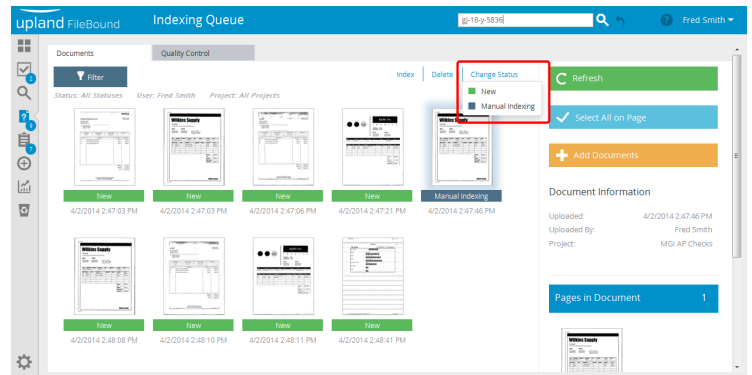 upland FileBound
Indexing Queue
gj-18-y-5836
Fred Smith
Documents
Quality Control
Filter
Index
Delete
Change Status
New
Manual Indexing
Status: All Statuses
User: Fred Smith
Project: All Projects
Refresh
Select All on Page
Add Documents
Wilkins Supply
New
New
New
New
Manual Indexing
4/2/2014 2:47:03 PM
4/2/2014 2:47:03 PM
4/2/2014 2:47:06 PM
4/2/2014 2:47:21 PM
4/2/2014 2:47:46 PM
Document Information
Uploaded:
4/2/2014 2:47:46 PM
Uploaded By:
Fred Smith
Project:
MGI AP Checks
Wilkins Supply
New
New
New
New
4/2/2014 2:48:08 PM
4/2/2014 2:48:10 PM
4/2/2014 2:48:11 PM
4/2/2014 2:48:41 PM
Pages in Document
1
Wilkins Supply